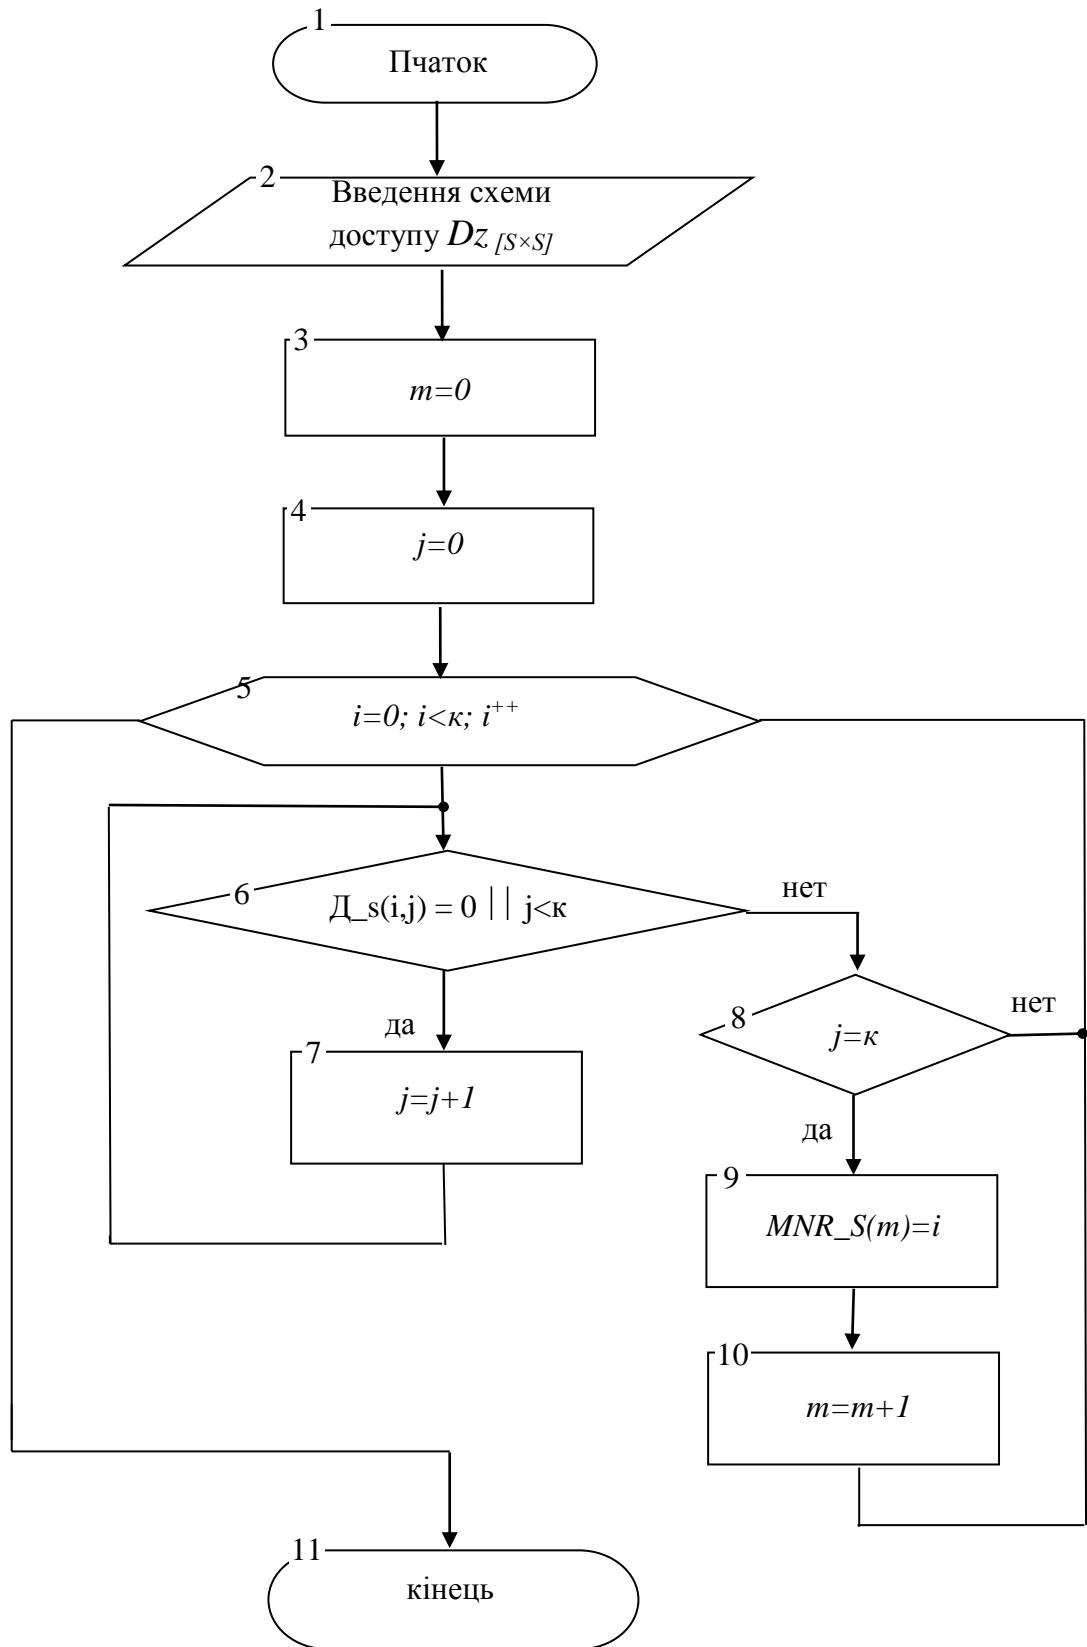 1
Пчаток
2
Введення схеми
доступу Dz [S×S]
3
m=0
4
j=0
5
i=0; i<к; i++
6
Д_s(i,j) = 0 || j<к
нет
да
7
j=j+1
8
j=к
нет
да
9
MNR_S(m)=i
10
m=m+1
11
кінець